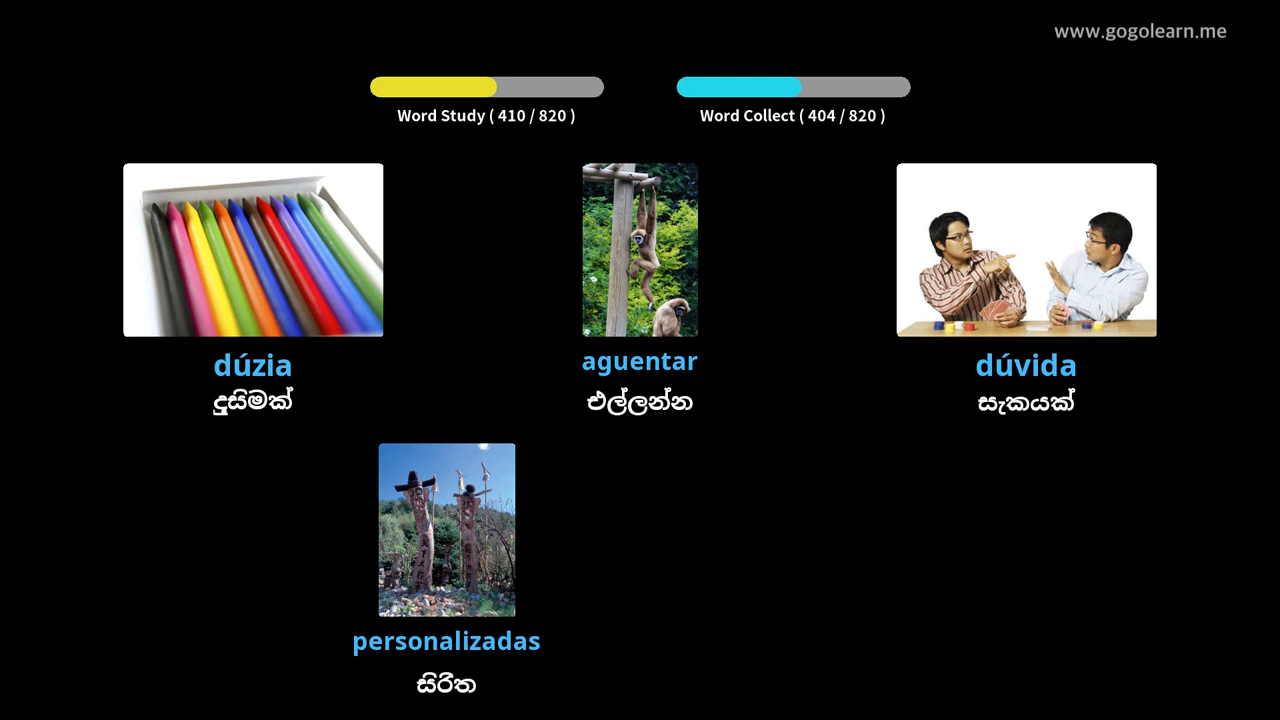 www.gogolearn.me
Word Study ( 410 / 820 )
Word Collect ( 404 / 820 )
dúzia
aguentar
dúvida
දුසිමක්
එල්ලන්න
සැකයක්
personalizadas
සිරිත